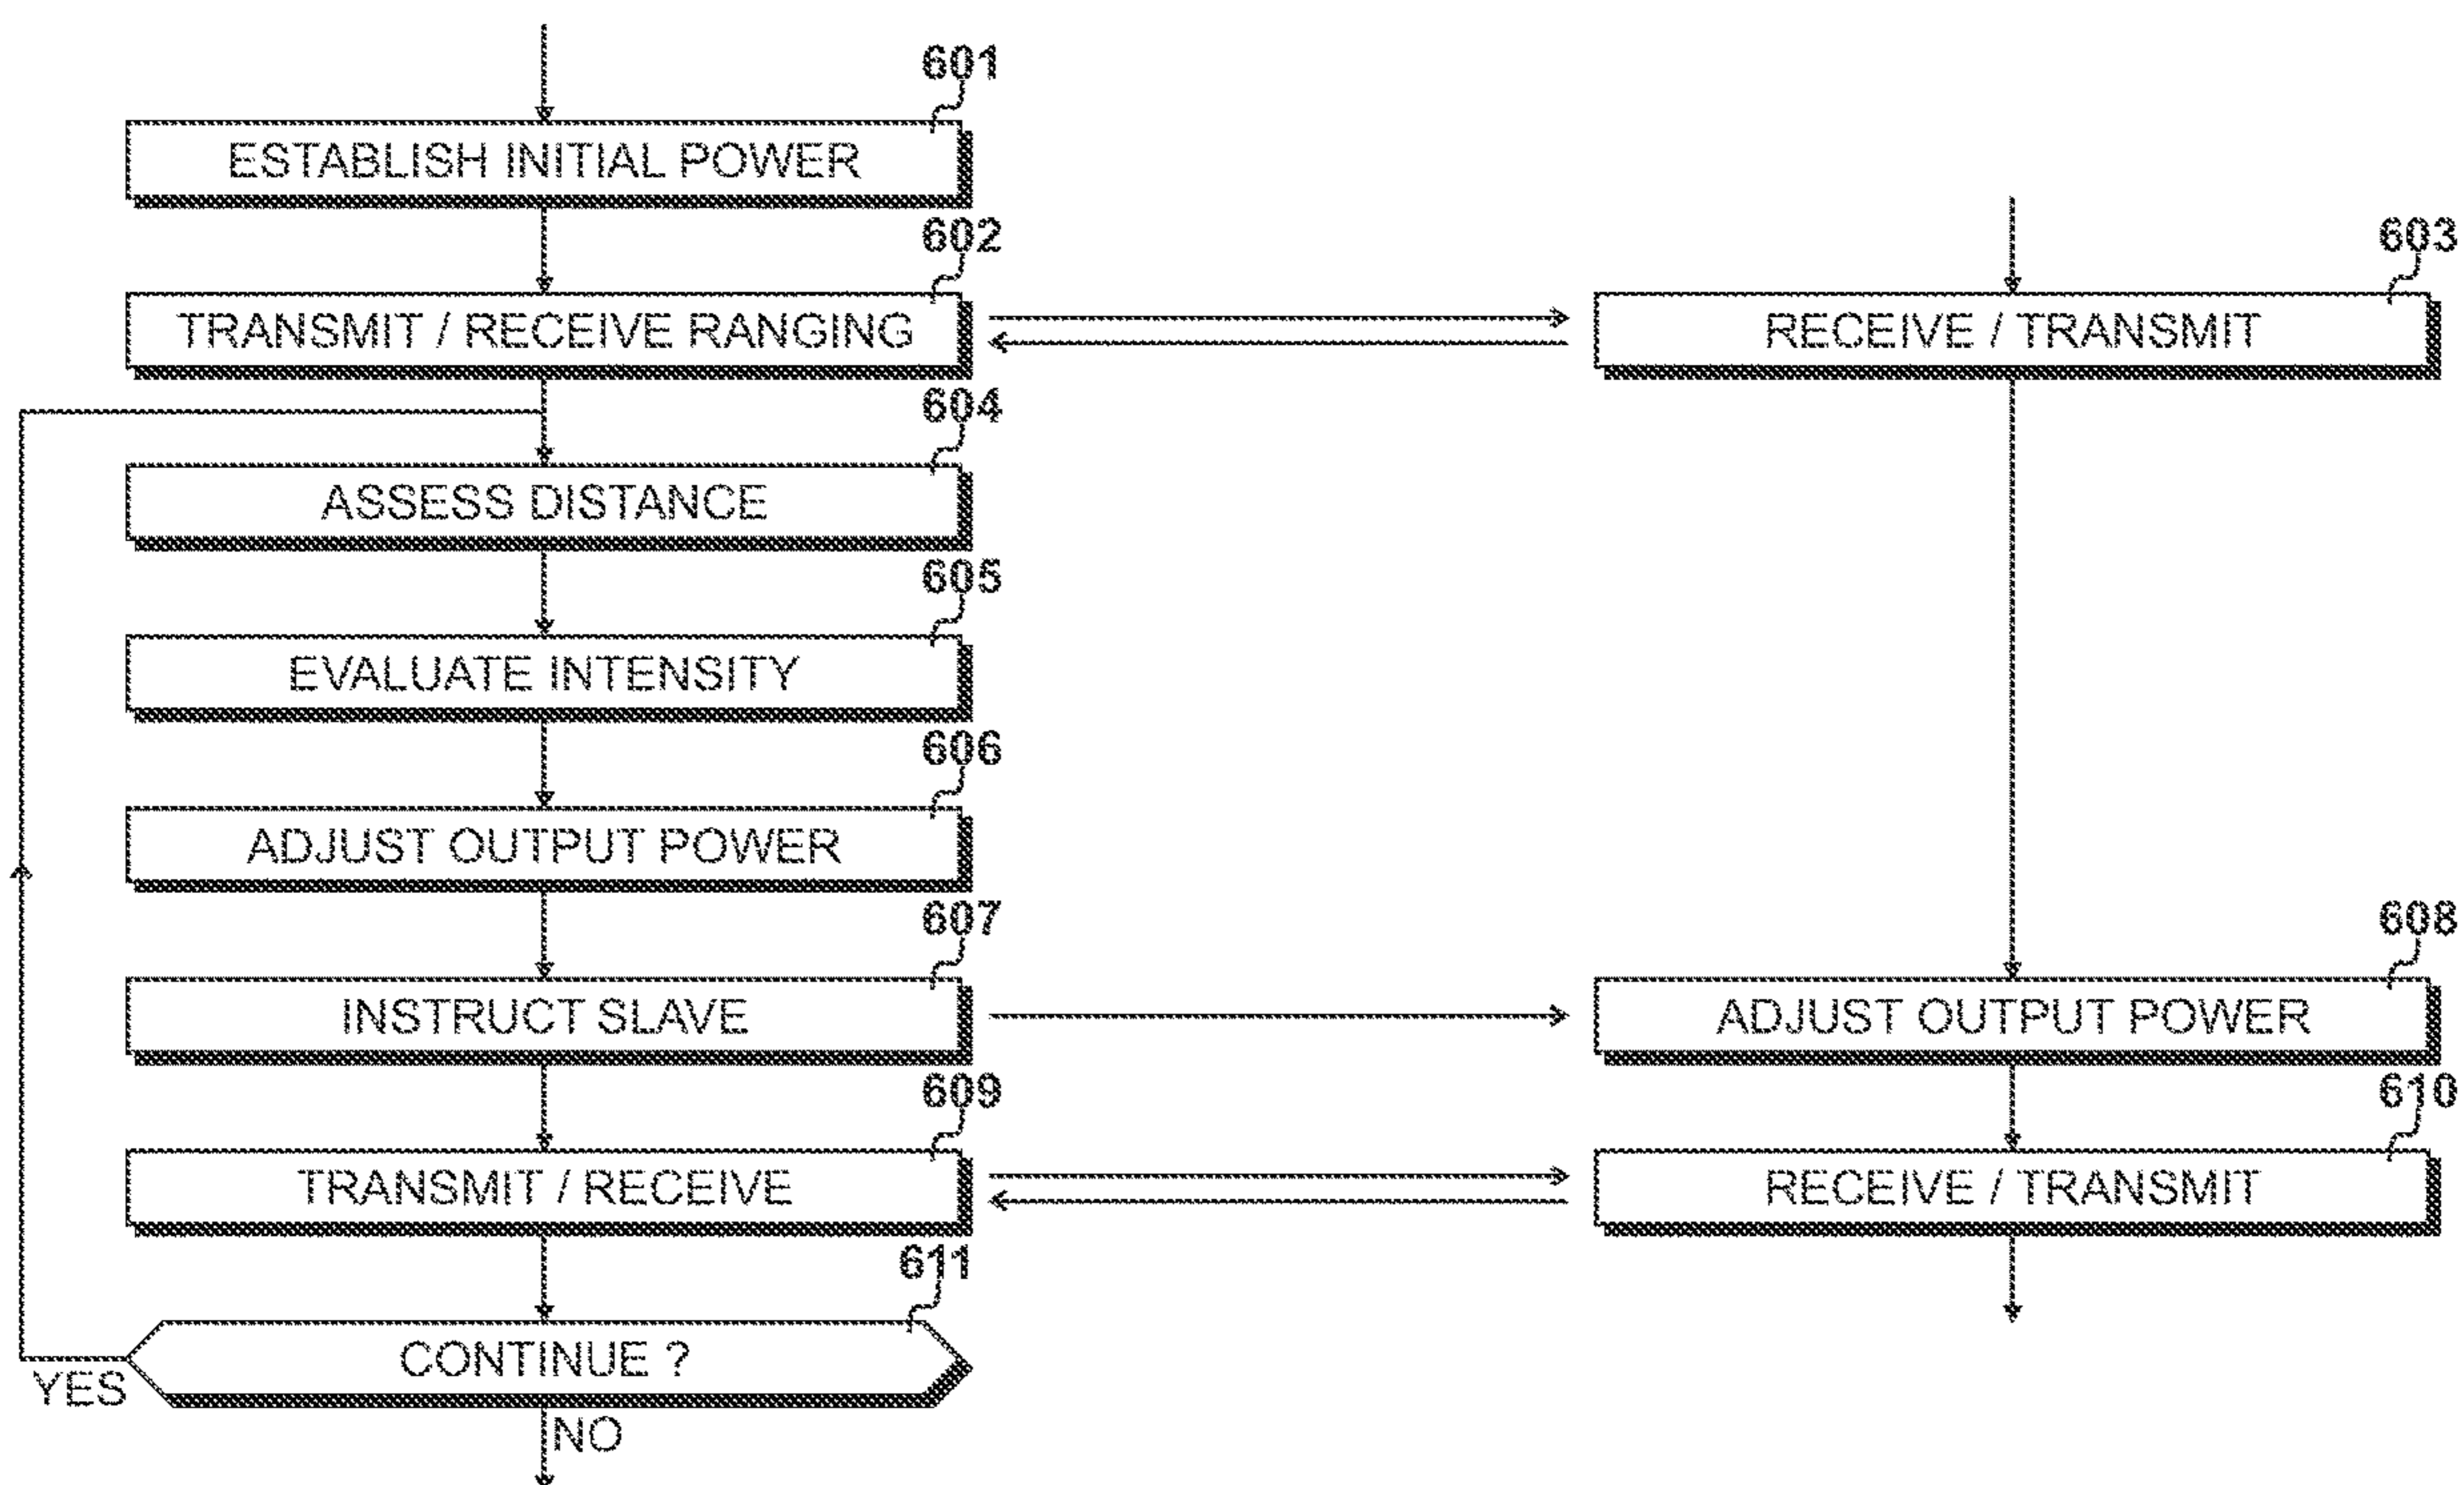 601
ESTABLISH INITIAL POWER
602
603
TRANSMIT / RECEIVE RANGING
RECEIVE / TRANSMIT
604
ASSESS DISTANCE
605
EVALUATE INTENSITY
606
ADJUST OUTPUT POWER
607
608
INSTRUCT SLAVE
ADJUST OUTPUT POWER
609
610
TRANSMIT / RECEIVE
RECEIVE / TRANSMIT
611
CONTINUE ?
YES
NO